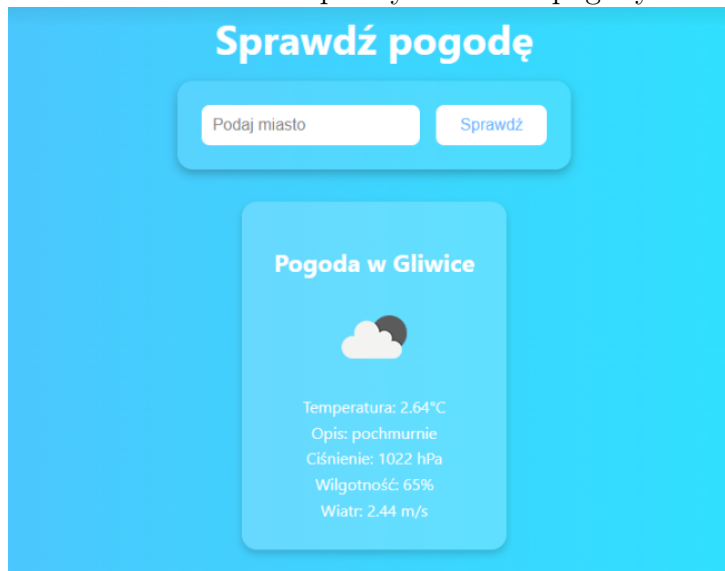 Sprawdź pogodę
Podaj miasto
Sprawdź
Pogoda w Gliwice
Temperatura: 2.64°C
Opis: pochmurnie
Ciśnienie: 1022 hPa
Wilgotność: 65%
Wiatr: 2.44 m/s